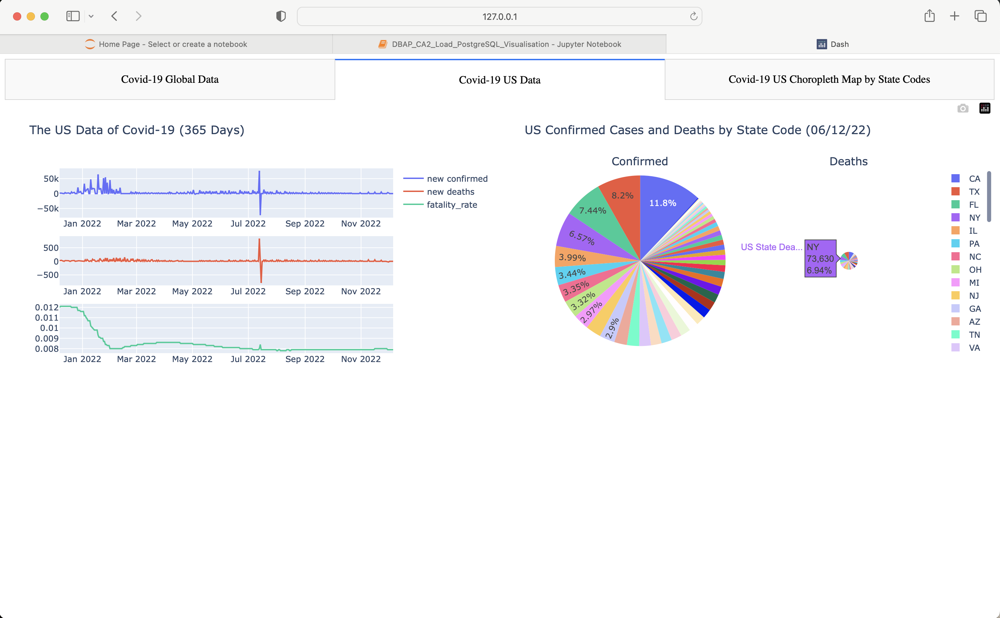 127.0.0.1
Home Page - Select or create a notebook
DBAP_CA2_Load_PostgreSQL_Visualisation - Jupyter Notebook
Dash
Covid-19 Global Data
Covid-19 US Data
Covid-19 US Choropleth Map by State Codes
The US Data of Covid-19 (365 Days)
50k
0
−50k
Jan 2022
Mar 2022
May 2022
Jul 2022
Sep 2022
Nov 2022
500
0
−500
Jan 2022
Mar 2022
May 2022
Jul 2022
Sep 2022
Nov 2022
0.012
0.011
0.01
0.009
0.008
Jan 2022
Mar 2022
May 2022
Jul 2022
Sep 2022
Nov 2022
new confirmed
new deaths
fatality_rate
US Confirmed Cases and Deaths by State Code (06/12/22)
Confirmed
11.8%
8.2%
7.44%
6.57%
3.99%
3.44%
3.35%
3.32%
2.97%
2.9%
Deaths
US State Dea...
NY
73,630
6.94%
CA
TX
FL
NY
IL
PA
NC
OH
MI
NJ
GA
AZ
TN
VA